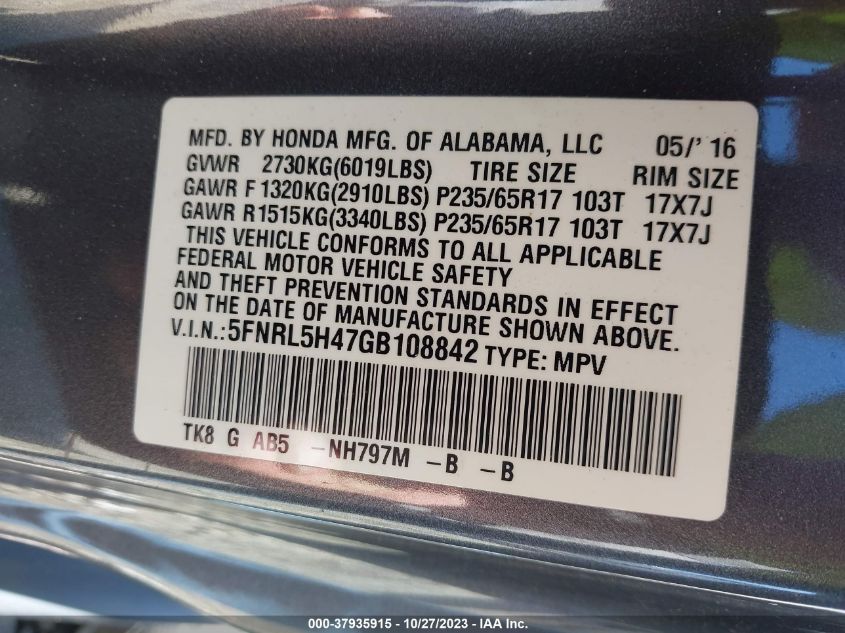 MFD. BY HONDA MFG. OF ALABAMA, LLC 05/'16
GVWR 2730KG(6019LBS) TIRE SIZE RIM SIZE
GAWR F 1320KG(2910LBS) P235/65R17 103T 17X7J
GAWR R1515KG(3340LBS) P235/65R17 103T 17X7J
THIS VEHICLE CONFORMS TO ALL APPLICABLE
FEDERAL MOTOR VEHICLE SAFETY
AND THEFT PREVENTION STANDARDS IN EFFECT
ON THE DATE OF MANUFACTURE SHOWN ABOVE.
V.I.N.:5FNRL5H47GB108842 TYPE: MPV
TK8 G AB5 -NH797M -B -B
000-37935915 - 10/27/2023 - IAA Inc.